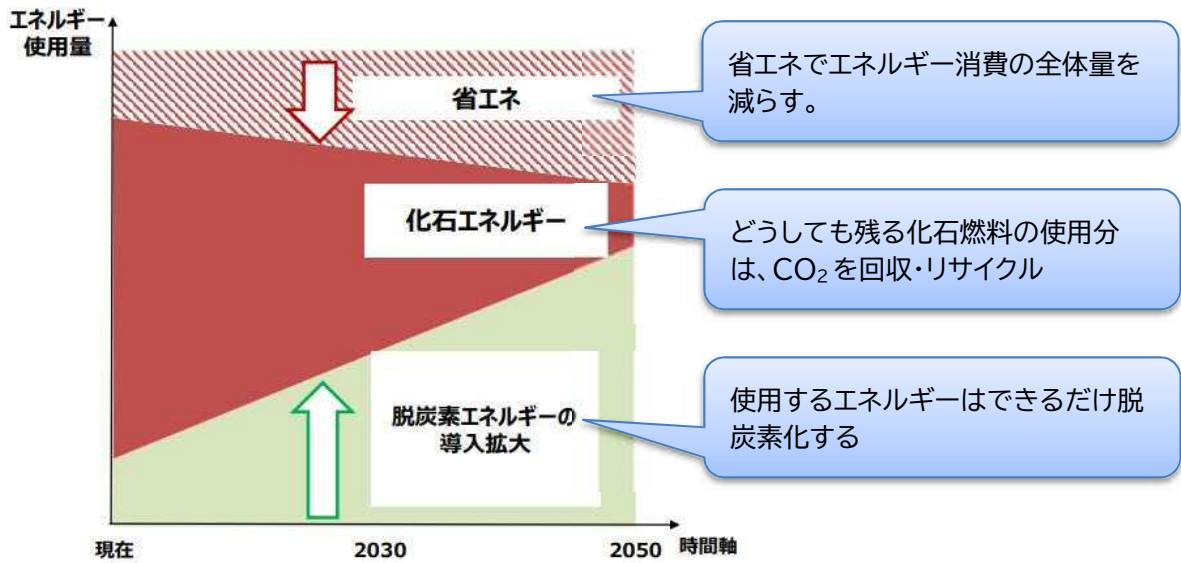 エネルギー
使用量
省エネ
省エネでエネルギー消費の全体量を
減らす。
化石エネルギー
どうしても残る化石燃料の使用分
は、CO₂を回収・リサイクル
脱炭素エネルギーの
導入拡大
使用するエネルギーはできるだけ脱
炭素化する
現在
2030
2050
時間軸